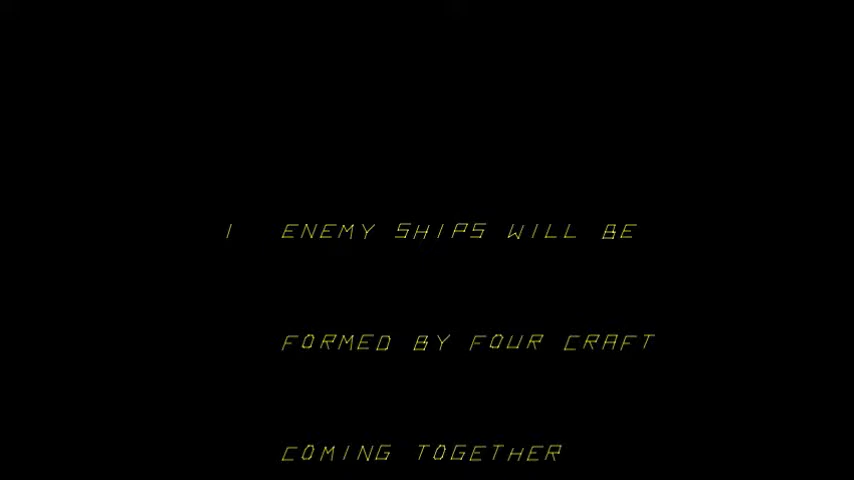 1 ENEMY SHIPS WILL BE
FORMED BY FOUR CRAFT
COMING TOGETHER